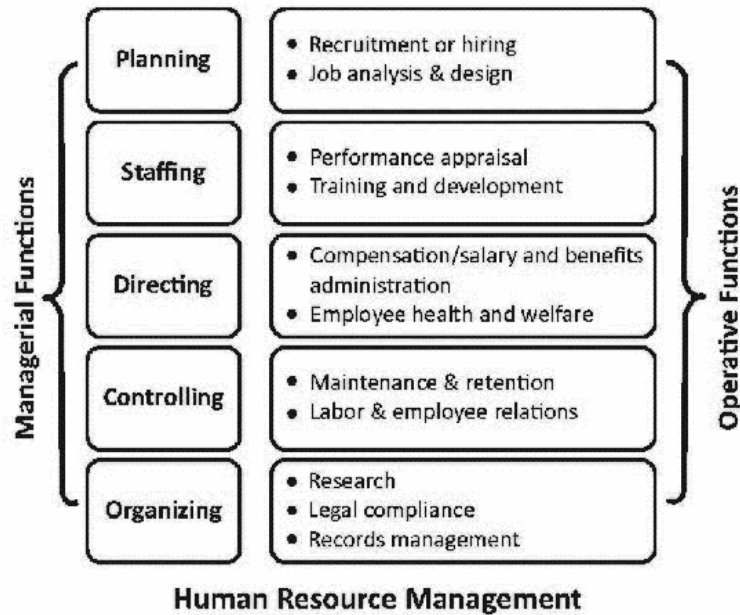 Managerial Functions
Planning
• Recruitment or hiring
• Job analysis & design
Staffing
• Performance appraisal
• Training and development
Directing
• Compensation/salary and benefits
administration
• Employee health and welfare
Controlling
• Maintenance & retention
• Labor & employee relations
Organizing
• Research
• Legal compliance
• Records management
Operative Functions
Human Resource Management